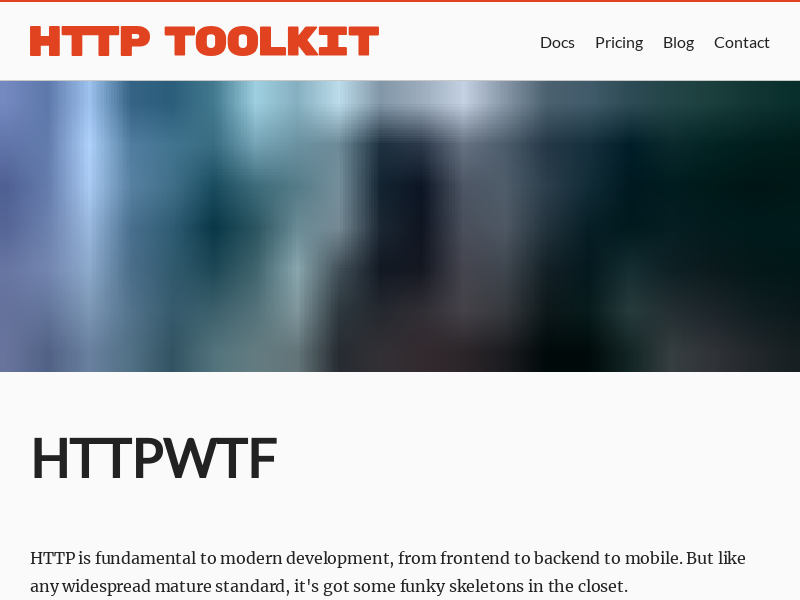 HTTP TOOLKIT
Docs Pricing Blog Contact
HTTPWTF
HTTP is fundamental to modern development, from frontend to backend to mobile. But like
any widespread mature standard, it's got some funky skeletons in the closet.